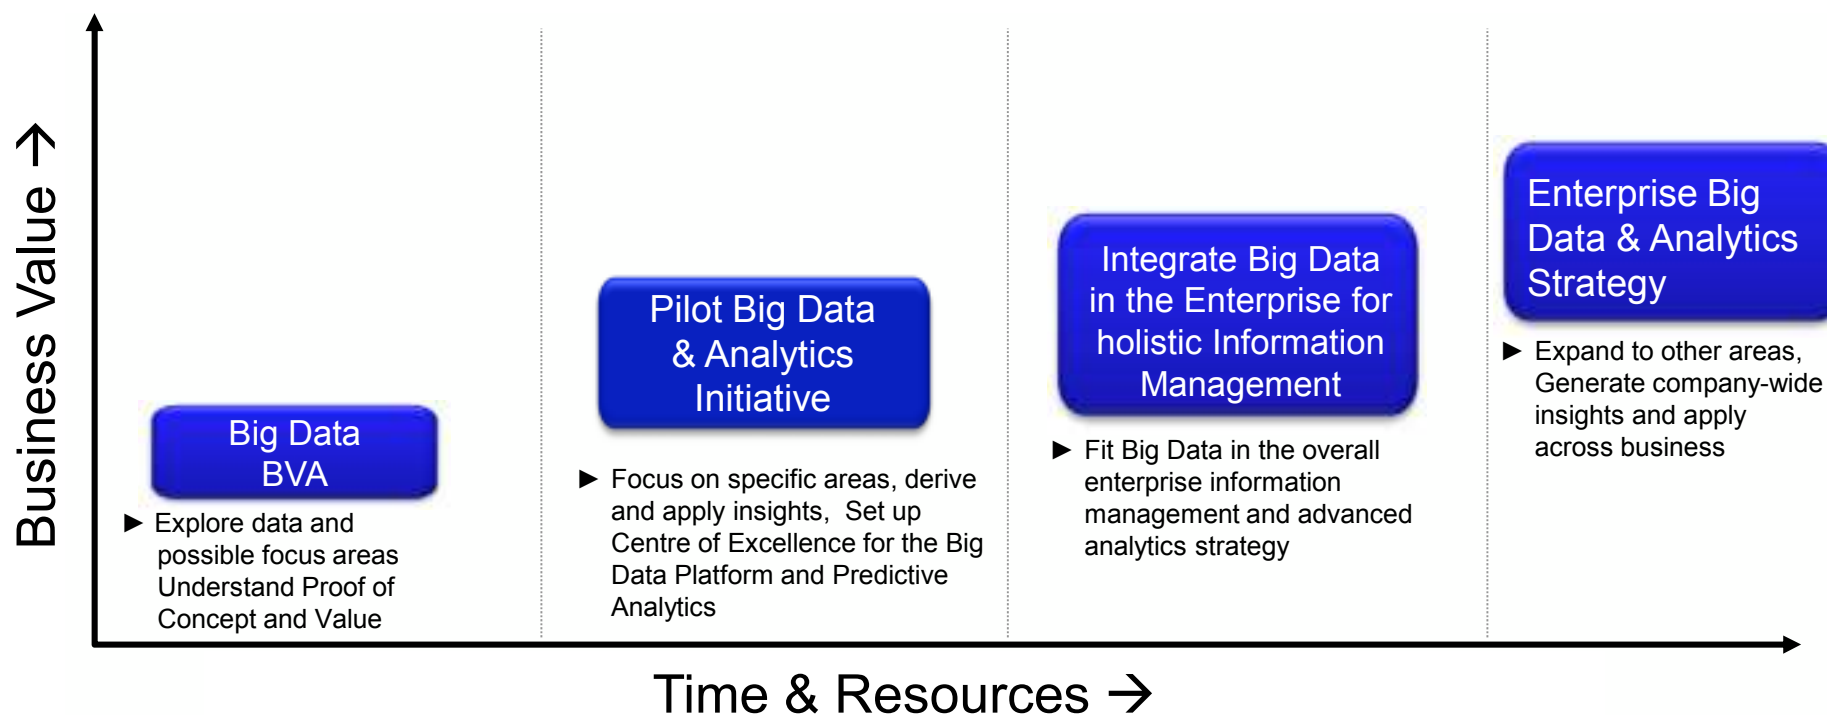 Business Value →
Big Data
BVA
► Explore data and
possible focus areas
Understand Proof of
Concept and Value
Pilot Big Data
& Analytics
Initiative
► Focus on specific areas, derive
and apply insights,  Set up
Centre of Excellence for the Big
Data Platform and Predictive
Analytics
Integrate Big Data
in the Enterprise for
holistic Information
Management
► Fit Big Data in the overall
enterprise information
management and advanced
analytics strategy
Enterprise Big
Data & Analytics
Strategy
► Expand to other areas,
Generate company-wide
insights and apply
across business
Time & Resources →